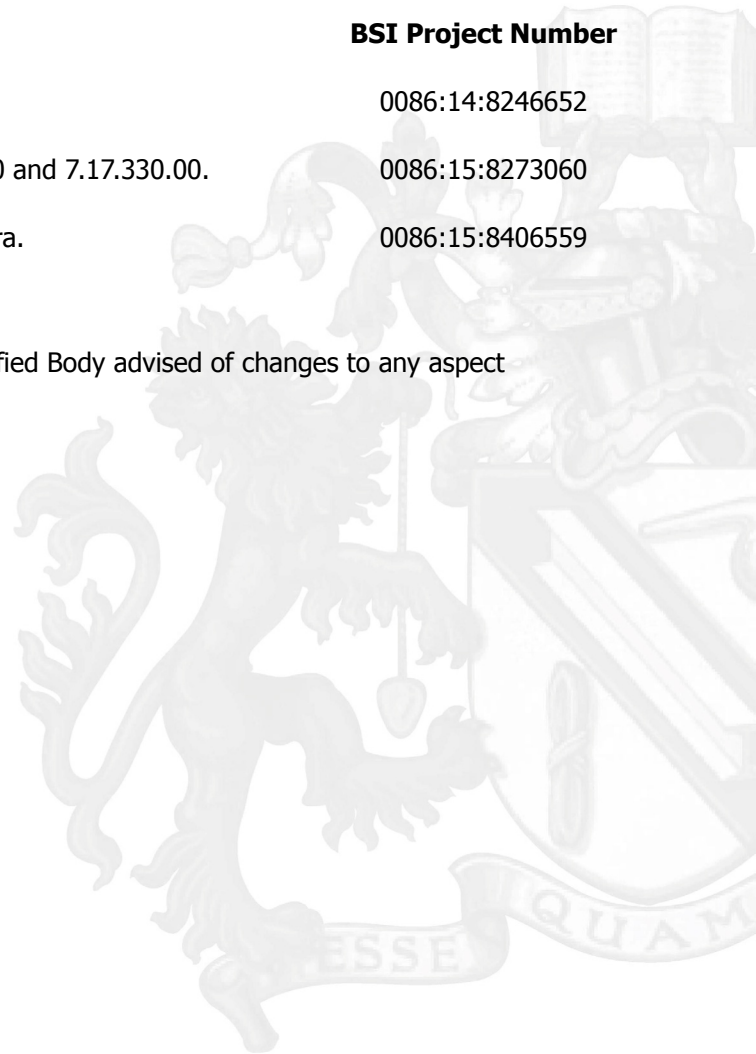 BSI Project Number
0086:14:8246652
0 and 7.17.330.00. 0086:15:8273060
ra. 0086:15:8406559
fied Body advised of changes to any aspect
ESSE QUAM